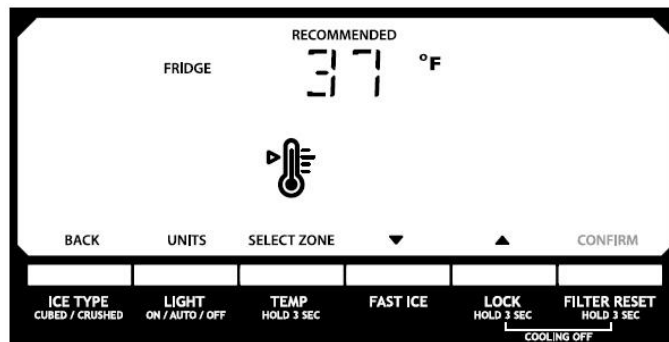 RECOMMENDED
FRIDGE 37 °F
BACK UNITS SELECT ZONE ▼ ▲ CONFIRM
ICE TYPE LIGHT TEMP FAST ICE LOCK FILTER RESET
CUBED / CRUSHED ON / AUTO / OFF HOLD 3 SEC HOLD 3 SEC HOLD 3 SEC
COOLING OFF